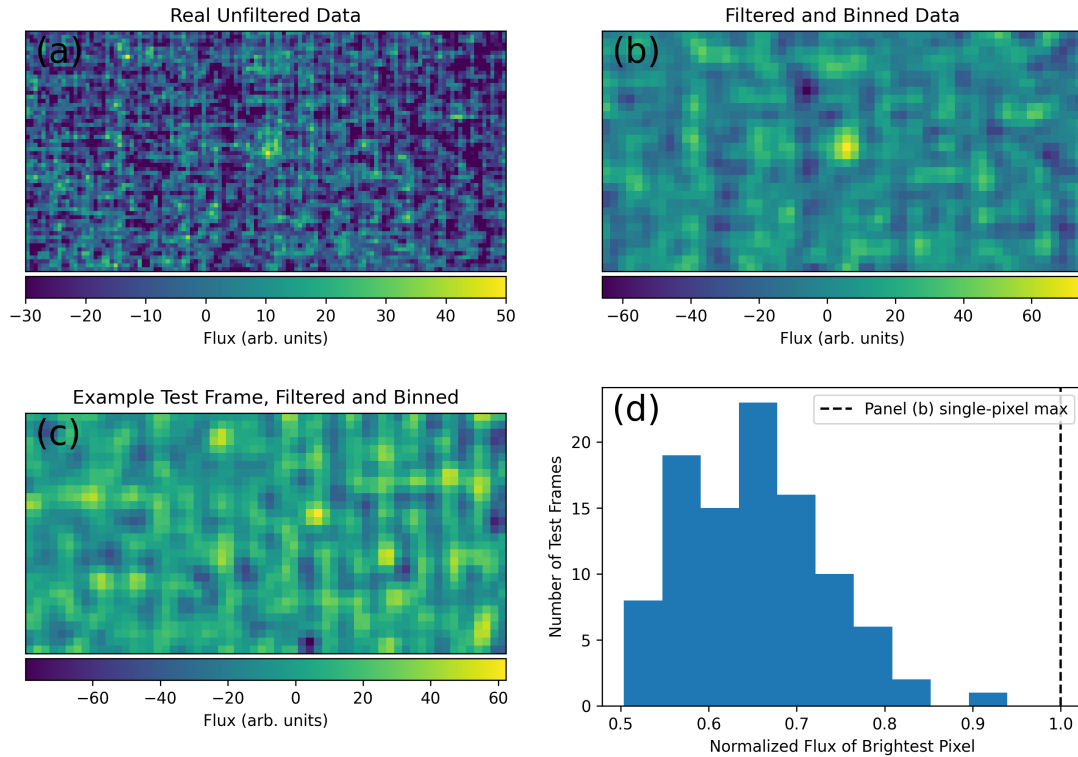 Real Unfiltered Data
(a)
−30 −20 −10 0 10 20 30 40 50
Flux (arb. units)
Filtered and Binned Data
(b)
−60 −40 −20 0 20 40 60
Flux (arb. units)
Example Test Frame, Filtered and Binned
(c)
−60 −40 −20 0 20 40 60
Flux (arb. units)
(d)
Panel (b) single-pixel max
Number of Test Frames
20
15
10
5
0
0.5 0.6 0.7 0.8 0.9 1.0
Normalized Flux of Brightest Pixel